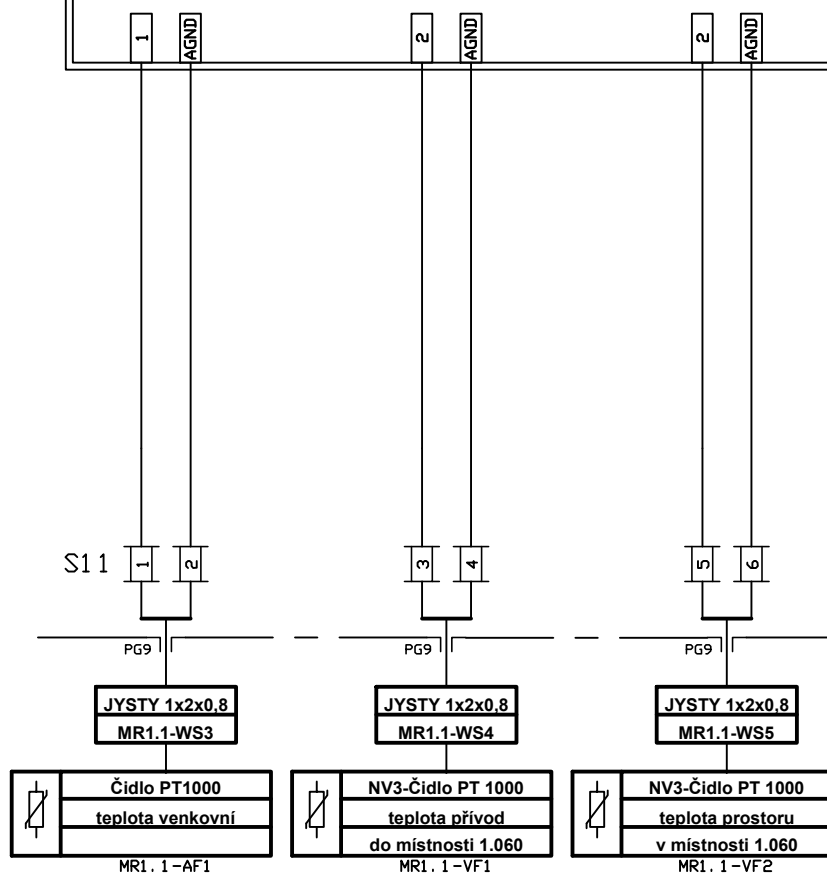 1 AGND 2 AGND 2 AGND
S11 1 2 3 4 5 6
PG9 PG9 PG9
JYSTY 1x2x0,8
MR1.1-WS3
JYSTY 1x2x0,8
MR1.1-WS4
JYSTY 1x2x0,8
MR1.1-WS5
Čidlo PT1000
teplota venkovní
MR1.1-AF1
NV3-Čidlo PT 1000
teplota přívod
do místnosti 1.060
MR1.1-VF1
NV3-Čidlo PT 1000
teplota prostoru
v místnosti 1.060
MR1.1-VF2